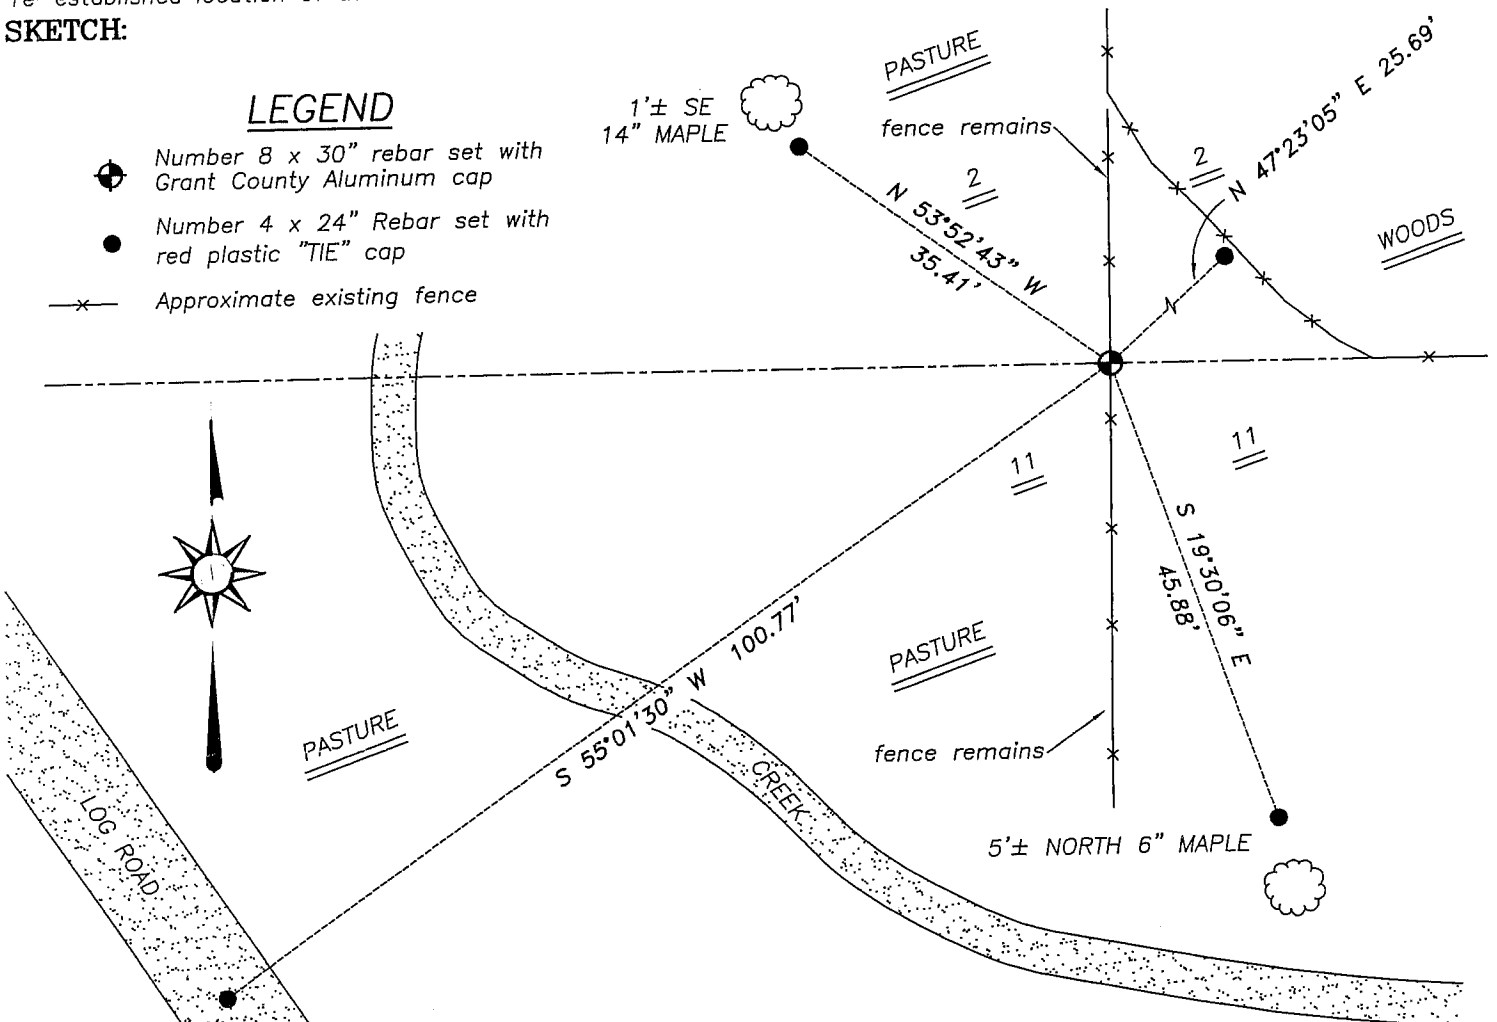 SKETCH:
LEGEND
Number 8 x 30" rebar set with
Grant County Aluminum cap
Number 4 x 24" Rebar set with
red plastic "TIE" cap
Approximate existing fence
1'± SE
14" MAPLE
PASTURE
fence remains
2
2
N 47°23'05" E 25.69'
WOODS
N 53°52'43" W
35.41'
11
11
S 19°30'06" E
45.88'
S 55°01'30" W 100.77'
PASTURE
fence remains
PASTURE
CREEK
LOG ROAD
5'± NORTH 6" MAPLE